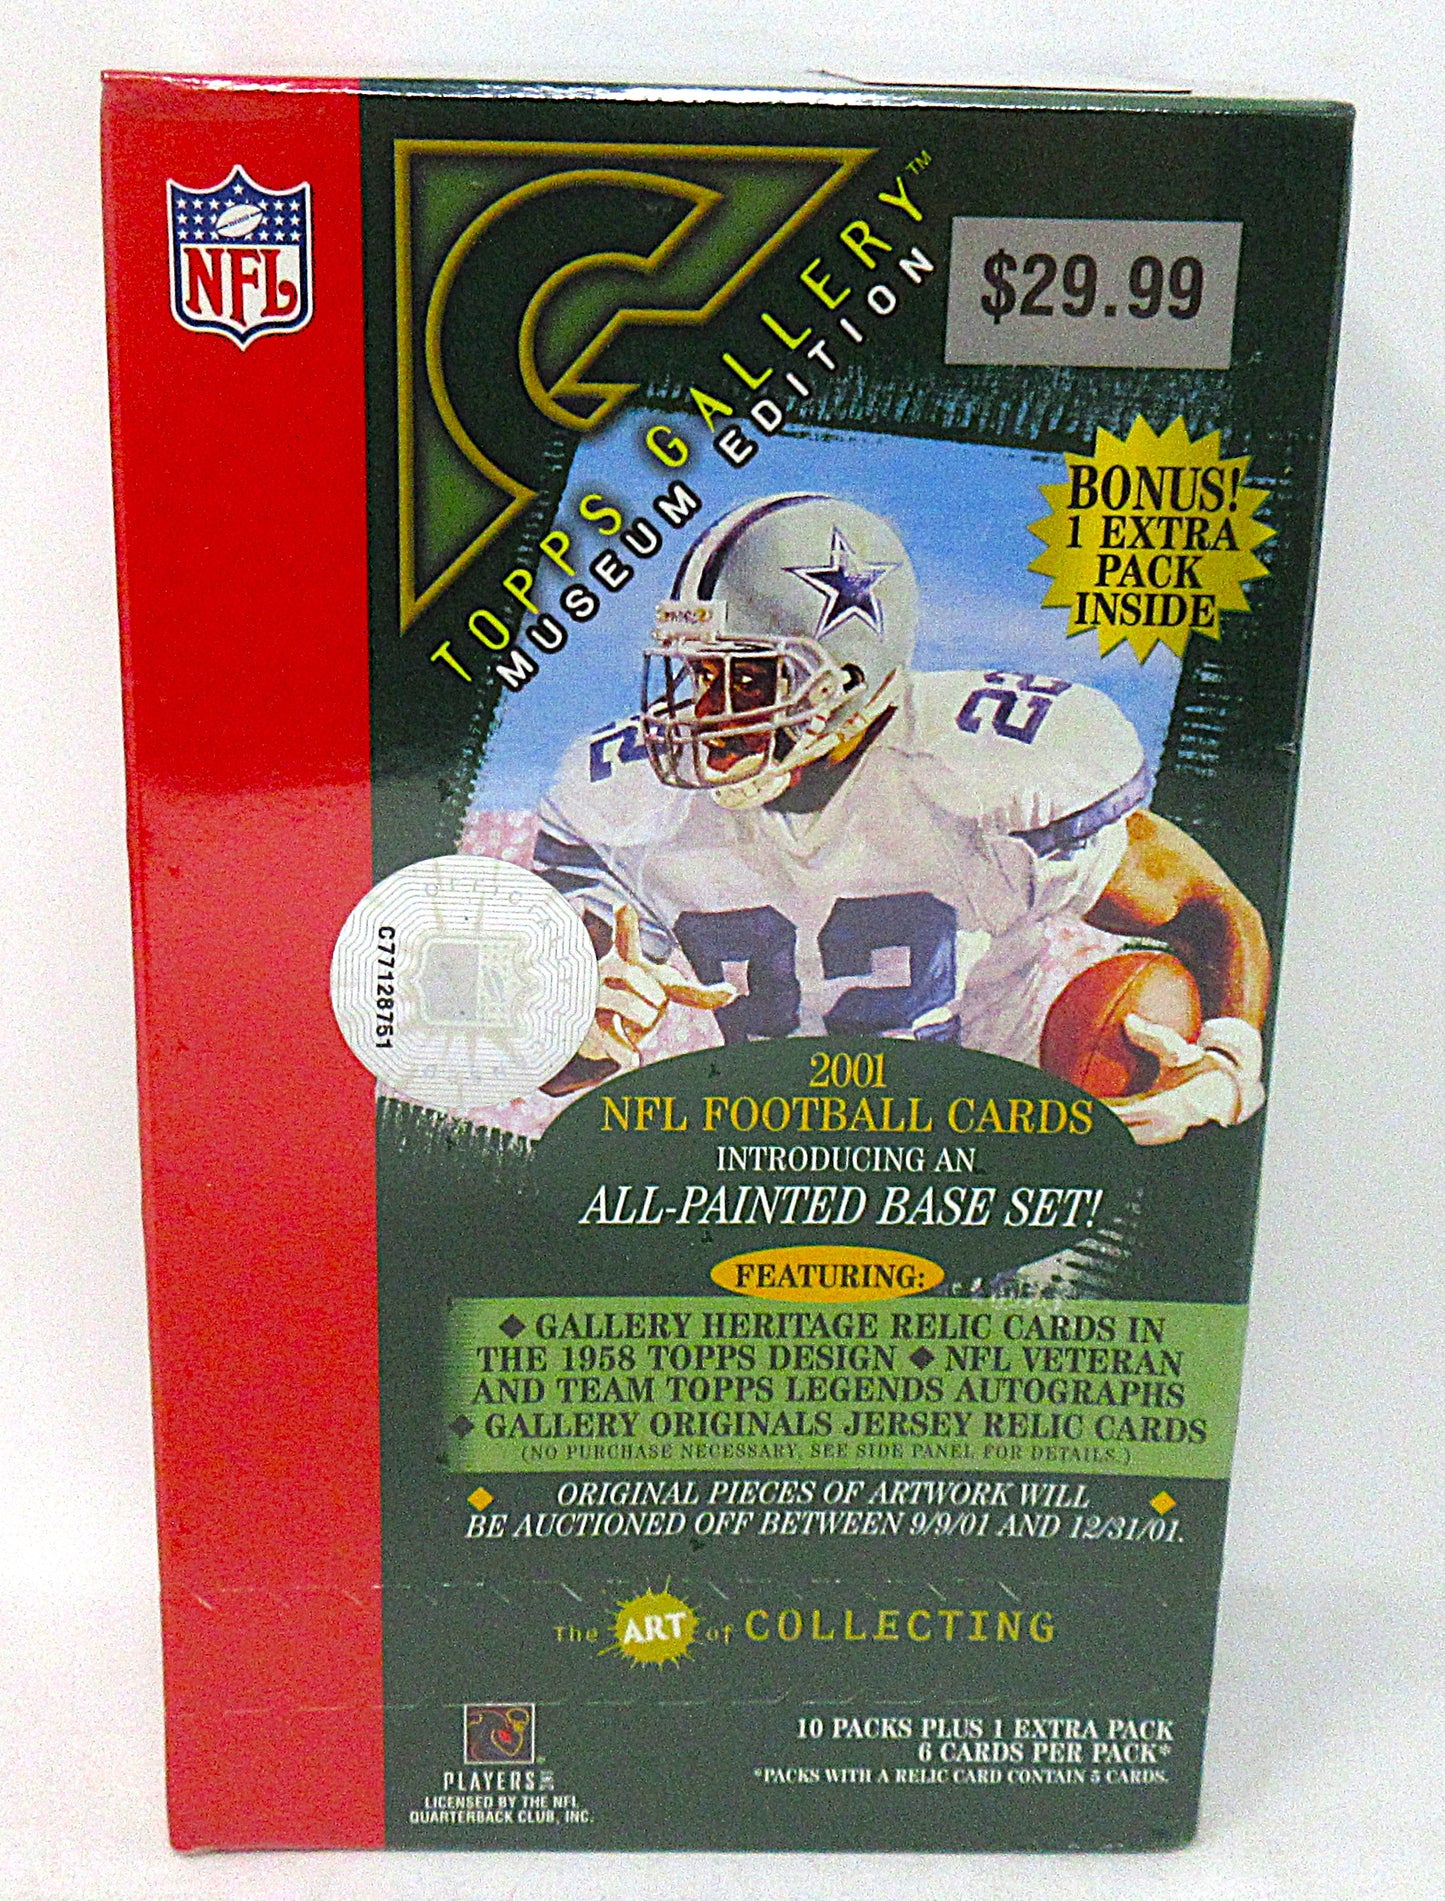 NFL
TOPPS GALLERY™
MUSEUM EDITION
$29.99
BONUS!
1 EXTRA
PACK
INSIDE
22
2
22
C77128751
2001
NFL FOOTBALL CARDS
INTRODUCING AN
ALL-PAINTED BASE SET!
FEATURING:
◆ GALLERY HERITAGE RELIC CARDS IN
THE 1958 TOPPS DESIGN ◆ NFL VETERAN
AND TEAM TOPPS LEGENDS AUTOGRAPHS
◆ GALLERY ORIGINALS JERSEY RELIC CARDS
(NO PURCHASE NECESSARY, SEE SIDE PANEL FOR DETAILS.)
◆ ORIGINAL PIECES OF ARTWORK WILL ◆
BE AUCTIONED OFF BETWEEN 9/9/01 AND 12/31/01.
The ART of COLLECTING
PLAYERS
LICENSED BY THE NFL
QUARTERBACK CLUB, INC.
10 PACKS PLUS 1 EXTRA PACK
6 CARDS PER PACK*
*PACKS WITH A RELIC CARD CONTAIN 5 CARDS.